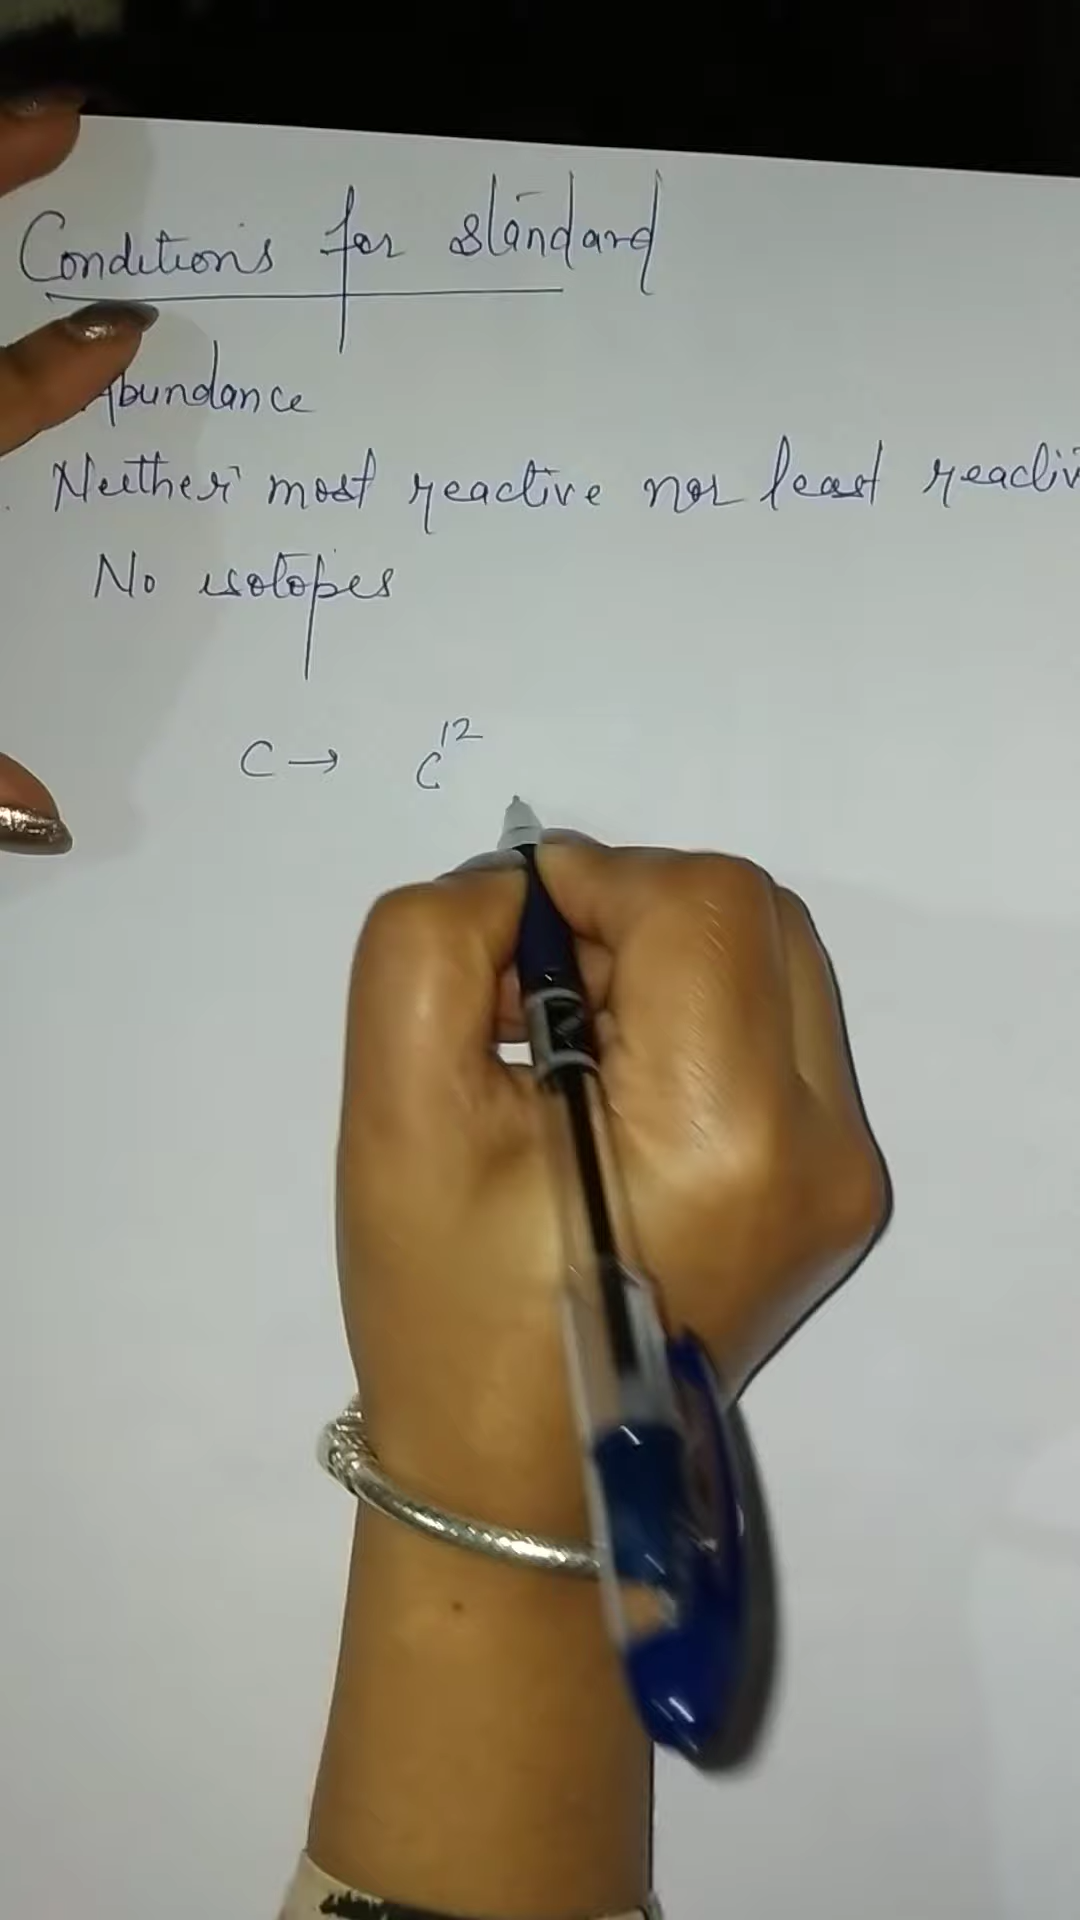 Conditions for standard
Abundance
Neither most reactive nor least
No isotopes
C → C¹²